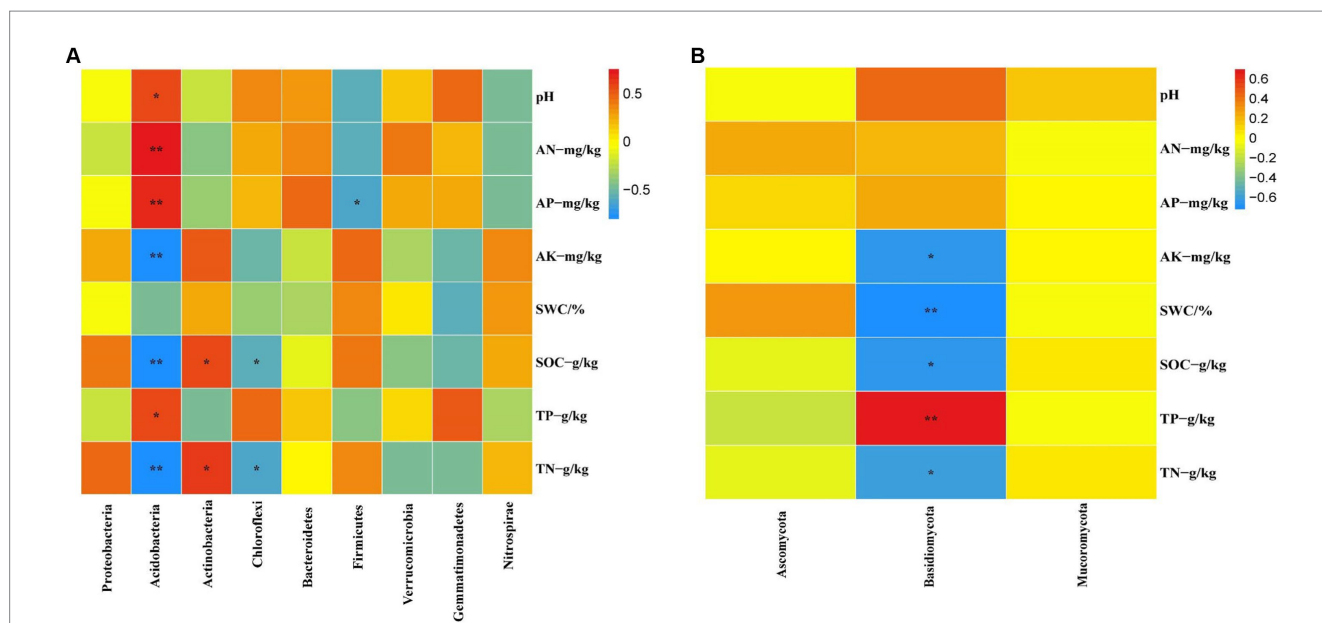 A
B
*
pH
**
AN-mg/kg
**
*
AP-mg/kg
**
AK-mg/kg
SWC/%
**
*
*
SOC-g/kg
*
TP-g/kg
**
*
*
TN-g/kg
0.5
0
-0.5
Proteobacteria
Acidobacteria
Actinobacteria
Chloroflexi
Bacteroidetes
Firmicutes
Verrucomicrobia
Gemmatimonadetes
Nitrospirae
pH
AN-mg/kg
AP-mg/kg
*
AK-mg/kg
**
SWC/%
*
SOC-g/kg
**
TP-g/kg
*
TN-g/kg
0.6
0.4
0.2
0
-0.2
-0.4
-0.6
Ascomycota
Basidiomycota
Mucoromycota